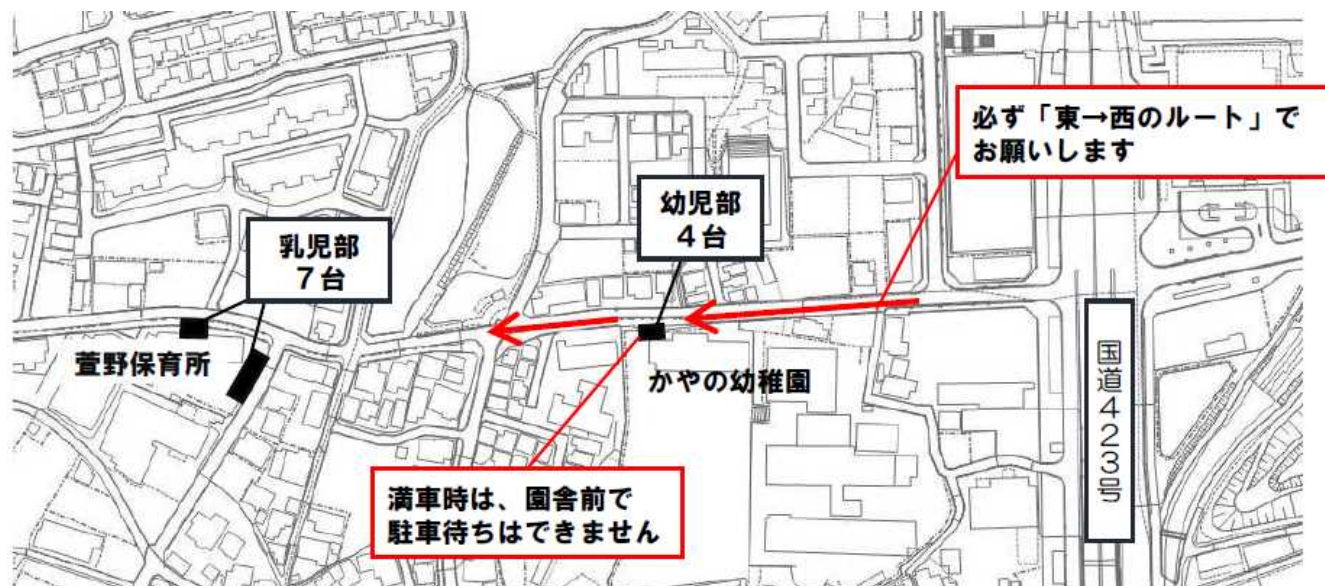 必ず「東→西のルート」で
お願いします
幼児部
４台
乳児部
７台
萱野保育所
かやの幼稚園
国道４２３号
満車時は、園舎前で
駐車待ちはできません